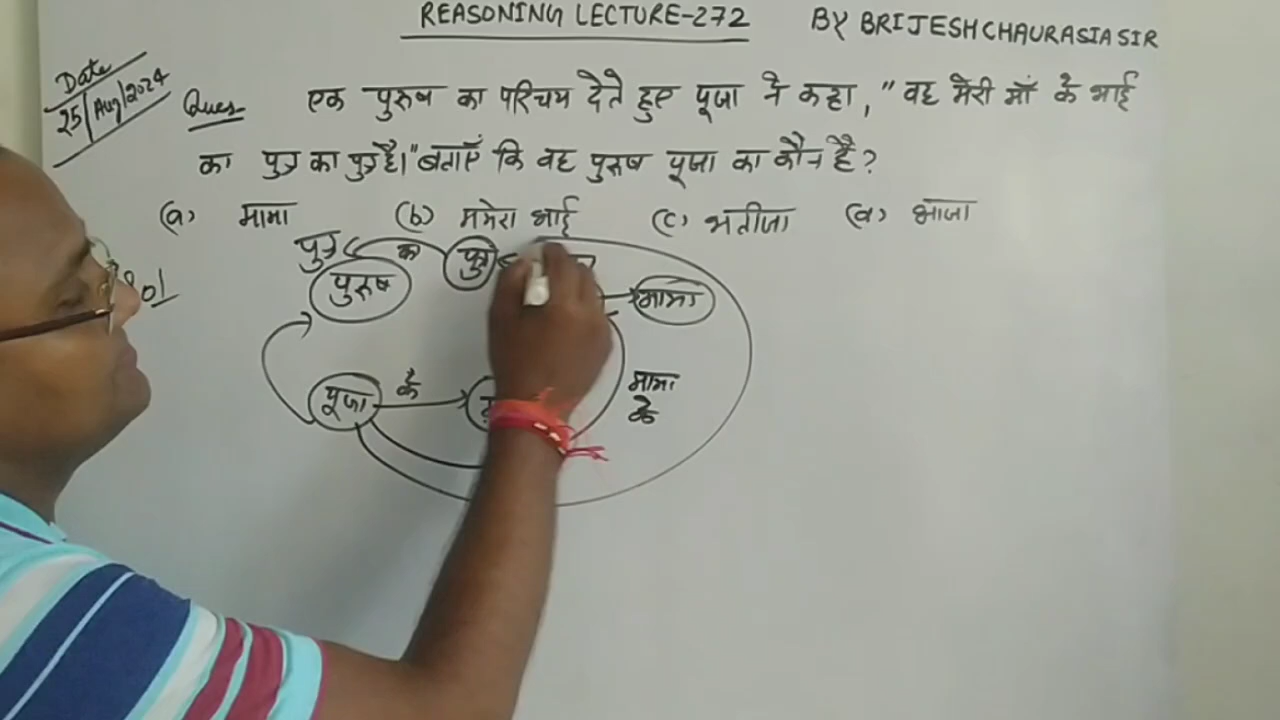 REASONING LECTURE-272
BY BRIJESH CHAURASIA SIR
Date
25/Aug/2024
Ques एक पुरुष का परिचय देते हुए पूजा ने कहा, "वह मेरी माँ के भाई
का पुत्र का पुत्र है।" बताएँ कि वह पुरुष पूजा का कौन है?
(a) मामा (b) ममेरा भाई (c) भतीजा (d) भांजा
पुत्र का पुत्र
पुरुष मामा
पूजा के मामा
के